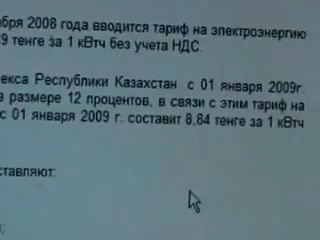 бря 2008 года вводится тариф на электроэнергию
9 тенге за 1 кВтч без учета НДС.
екса Республики Казахстан с 01 января 2009г.
размере 12 процентов, в связи с этим тариф на
с 01 января 2009 г. составит 8,84 тенге за 1 кВтч
тавляют: